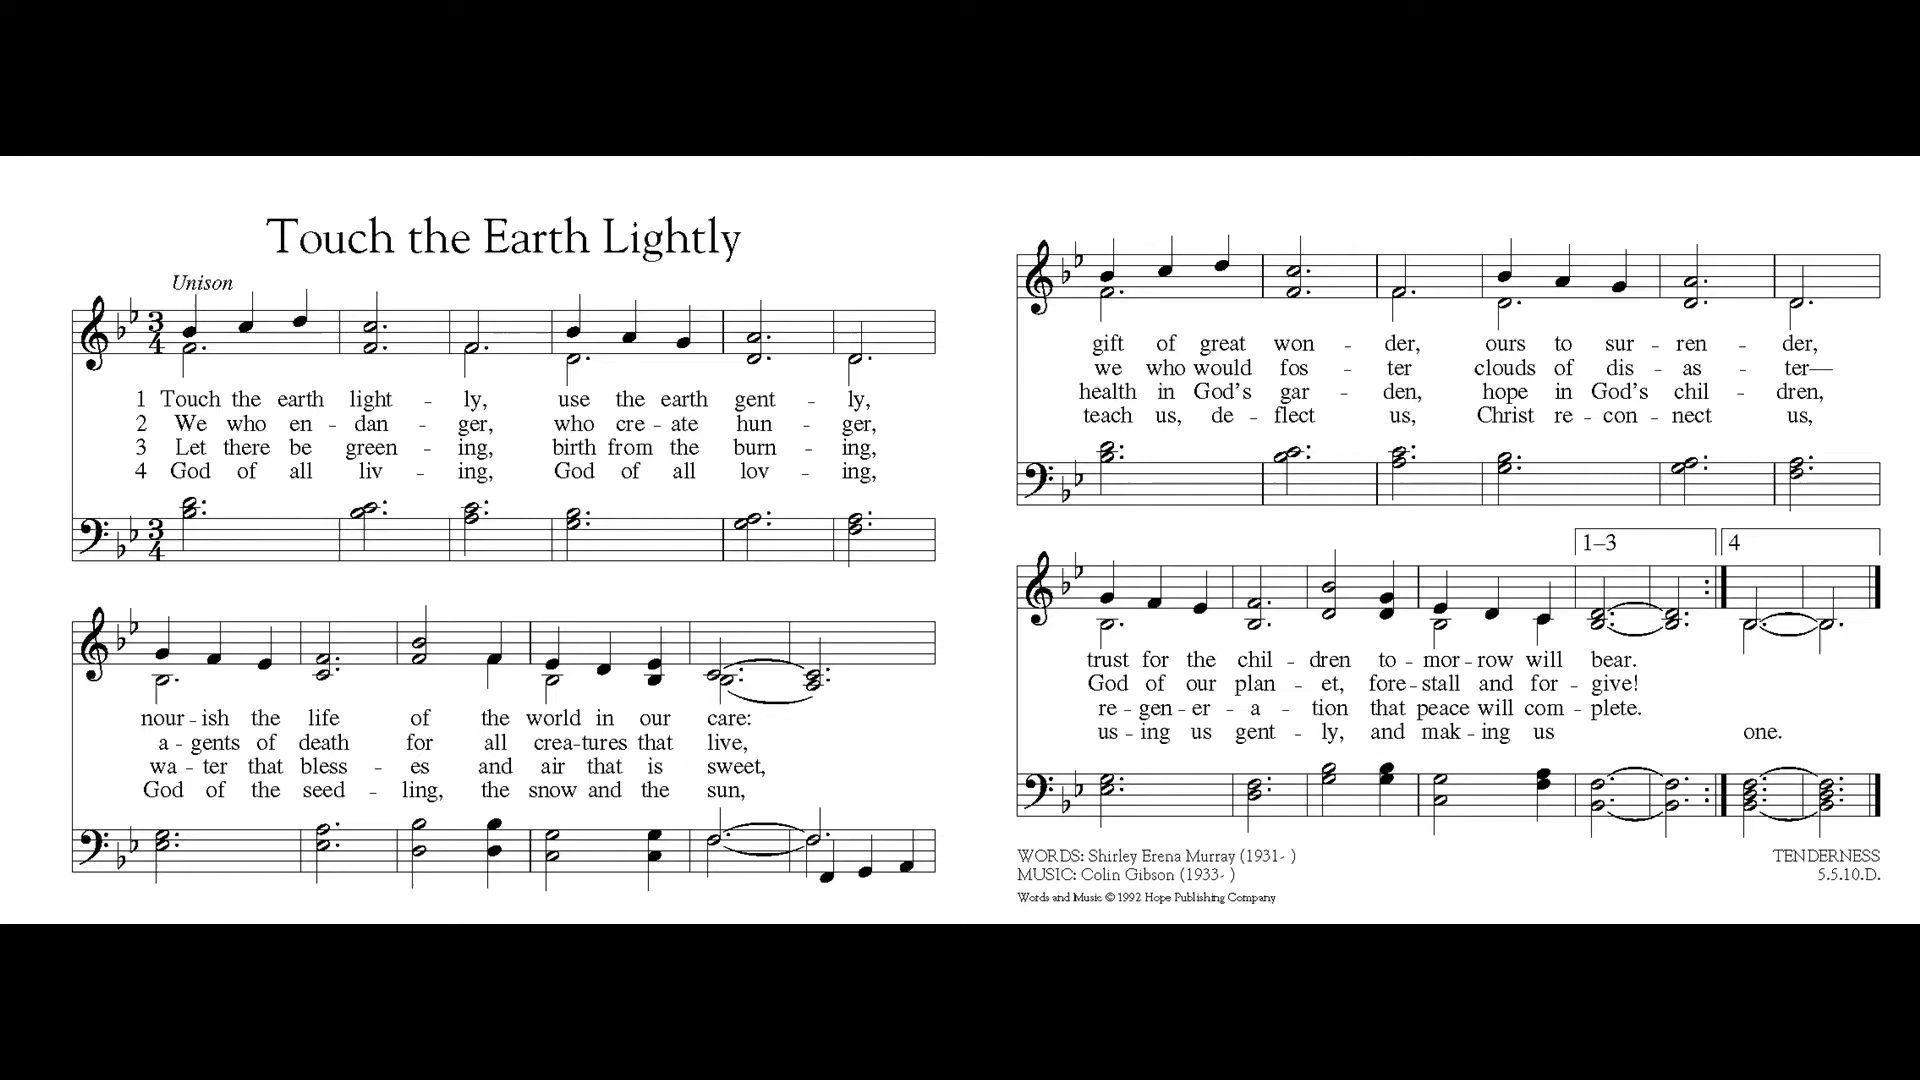 Touch the Earth Lightly
Unison
3 4
1 Touch the earth light - ly, use the earth gent - ly,
2 We who en - dan - ger, who cre - ate hun - ger,
3 Let there be green - ing, birth from the burn - ing,
4 God of all liv - ing, God of all lov - ing,
3 4
nour - ish the life of the world in our care:
a - gents of death for all crea - tures that live,
wa - ter that bless - es and air that is sweet,
God of the seed - ling, the snow and the sun,
gift of great won - der, ours to sur - ren - der,
we who would fos - ter clouds of dis - as - ter—
health in God's gar - den, hope in God's chil - dren,
teach us, de - flect us, Christ re - con - nect us,
1–3 4
trust for the chil - dren to - mor - row will bear.
God of our plan - et, fore - stall and for - give!
re - gen - er - a - tion that peace will com - plete.
us - ing us gent - ly, and mak - ing us one.
WORDS: Shirley Erena Murray (1931- )
MUSIC: Colin Gibson (1933- )
Words and Music © 1992 Hope Publishing Company
TENDERNESS
5.5.10.D.